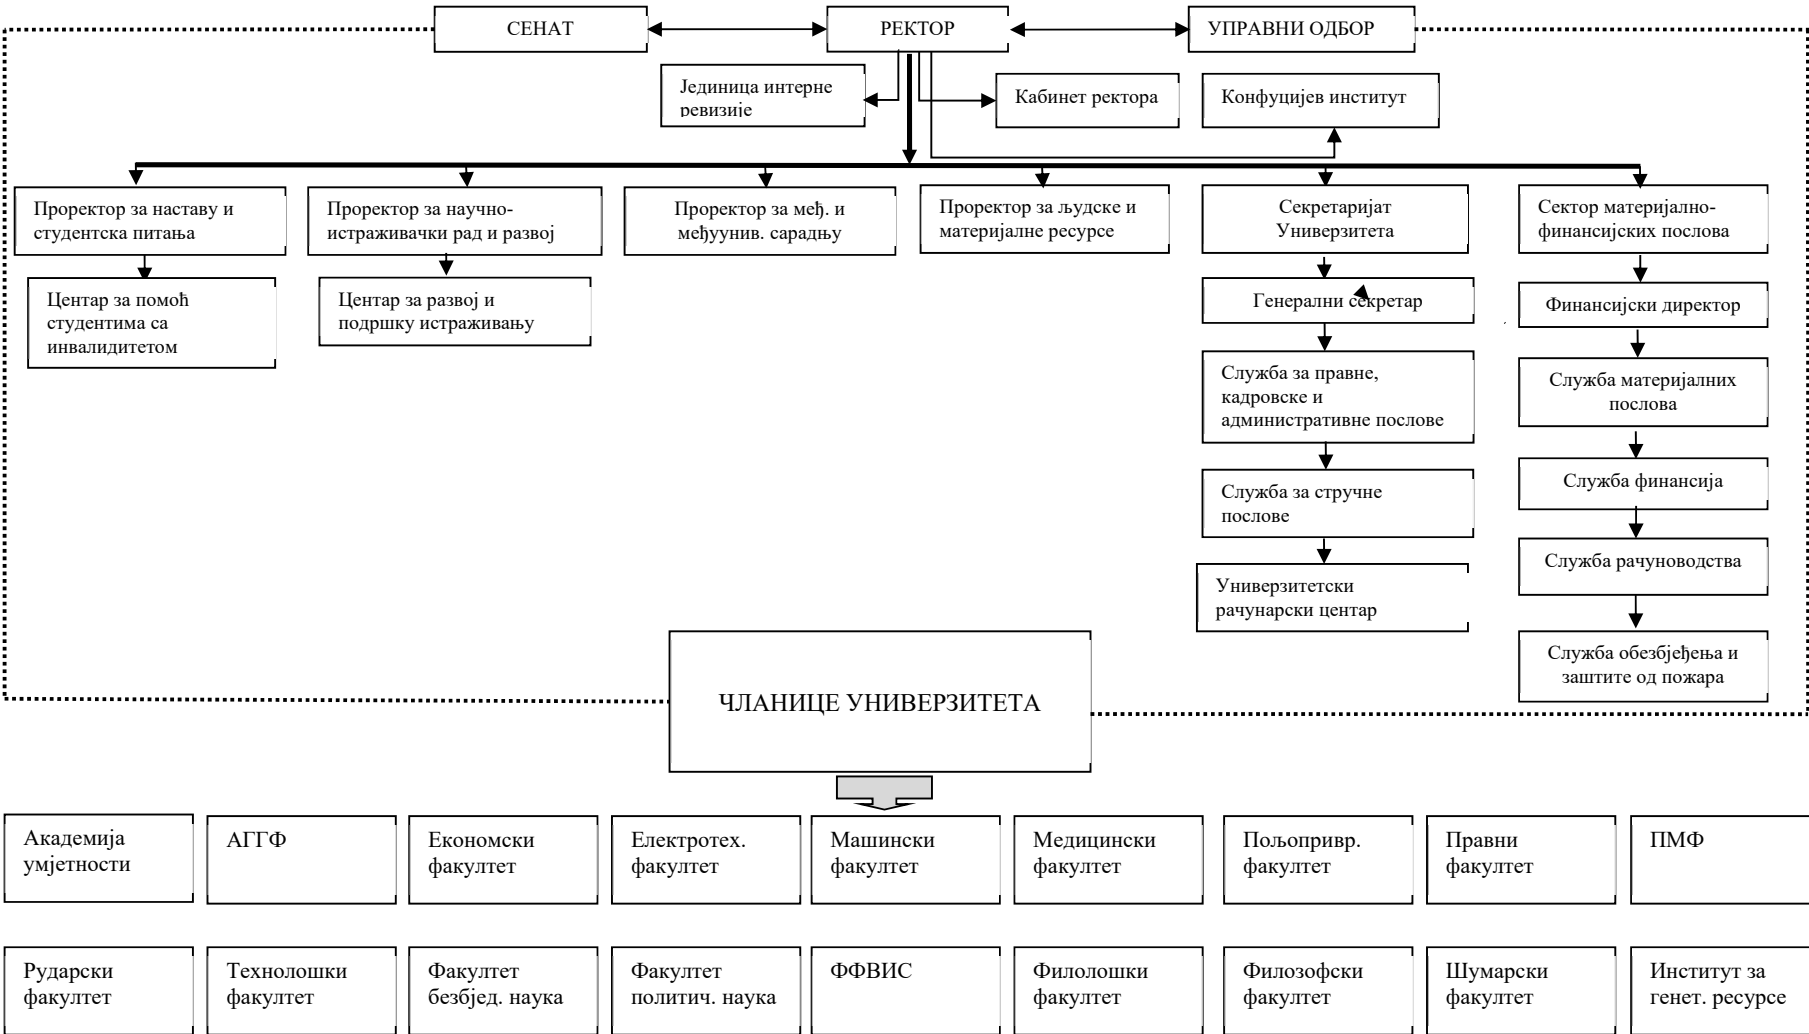 СЕНАТ
РЕКТОР
УПРАВНИ ОДБОР
Јединица интерне
ревизије
Кабинет ректора
Конфуцијев институт
Проректор за наставу и
студентска питања
Проректор за научно-
истраживачки рад и развој
Проректор за међ. и
међуунив. сарадњу
Проректор за људске и
материјалне ресурсе
Секретаријат
Универзитета
Сектор материјално-
финансијских послова
Центар за помоћ
студентима са
инвалидитетом
Центар за развој и
подршку истраживању
Генерални секретар
Финансијски директор
Служба за правне,
кадровске и
административне послове
Служба материјалних
послова
Служба за стручне
послове
Служба финансија
Универзитетски
рачунарски центар
Служба рачуноводства
Служба обезбјеђења и
заштите од пожара
ЧЛАНИЦЕ УНИВЕРЗИТЕТА
Академија
умјетности
АГГФ
Економски
факултет
Електротех.
факултет
Машински
факултет
Медицински
факултет
Пољопривр.
факултет
Правни
факултет
ПМФ
Рударски
факултет
Технолошки
факултет
Факултет
безбјед. наука
Факултет
политич. наука
ФФВИС
Филолошки
факултет
Филозофски
факултет
Шумарски
факултет
Институт за
генет. ресурсе